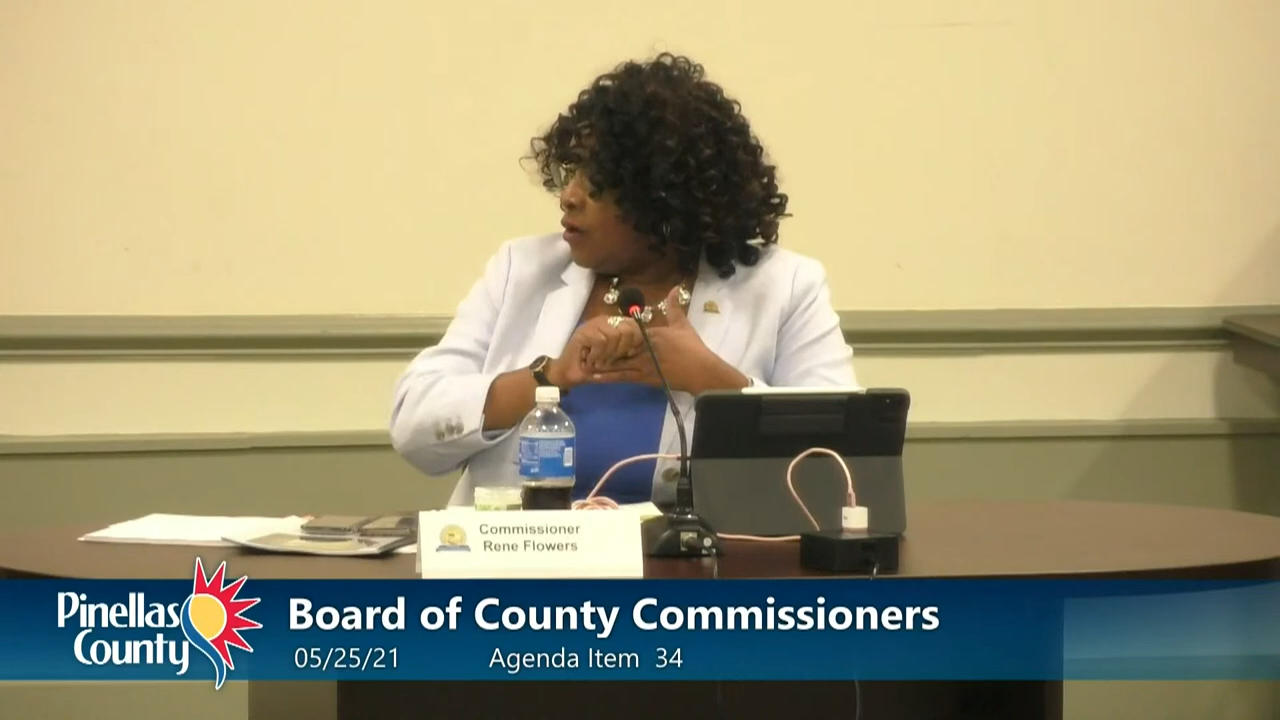 Commissioner
Rene Flowers
Pinellas
County
Board of County Commissioners
05/25/21 Agenda Item 34